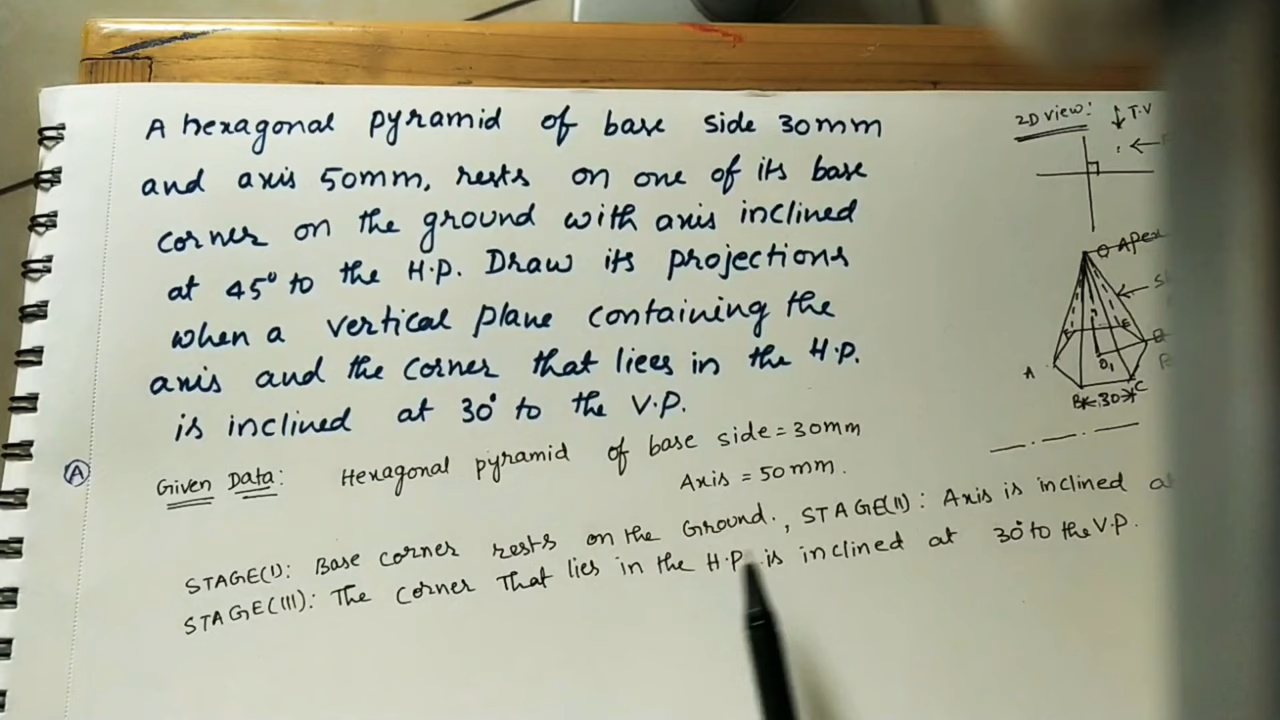 A hexagonal pyramid of base side 30mm
and axis 50mm, rests on one of its base
corner on the ground with axis inclined
at 45° to the H.P. Draw its projections
when a vertical plane containing the
axis and the corner that liees in the H.P.
is inclined at 30° to the V.P.
A
Given Data: Hexagonal pyramid of base side = 30mm
Axis = 50mm.
STAGE(I): Base corner rests on the Ground., STAGE(II): Axis is inclined
STAGE(III): The corner That lies in the H.P. is inclined at 30° to the V.P.
2D view: T.V
O Apex
A
E
O1
B 30 C